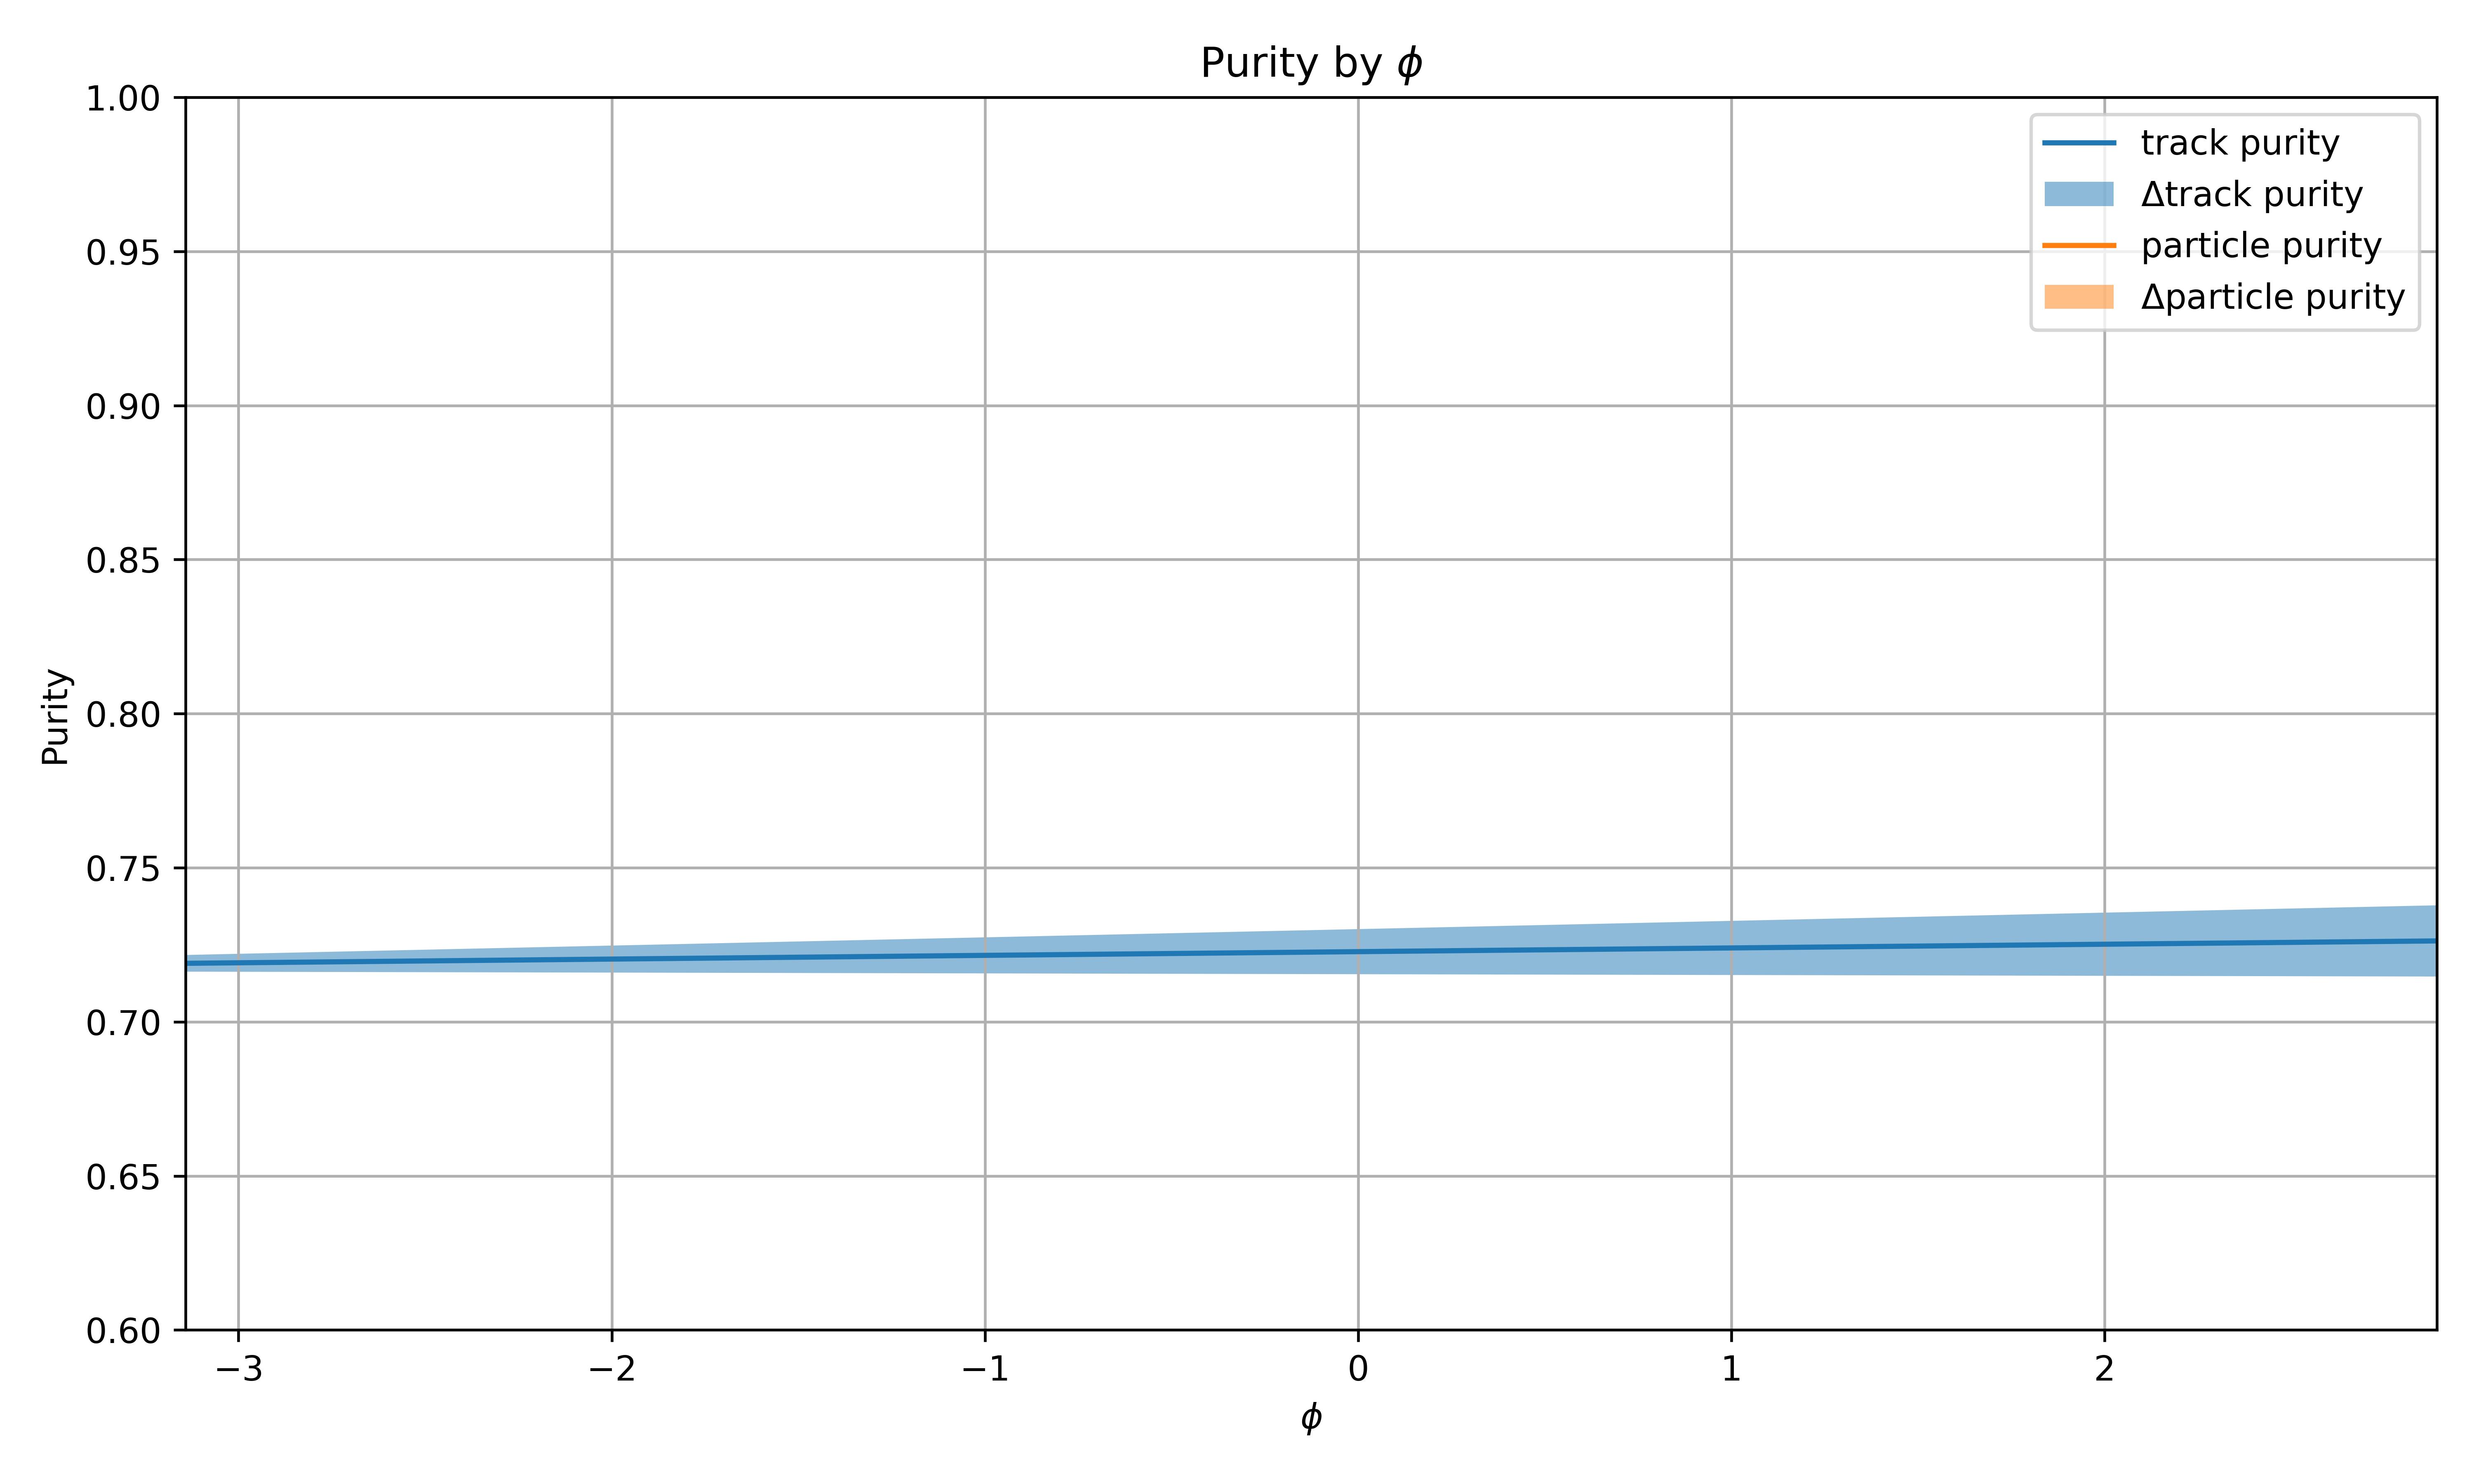 Purity by ϕ
1.00
0.95
0.90
0.85
0.80
0.75
0.70
0.65
0.60
Purity
track purity
Δtrack purity
particle purity
Δparticle purity
−3 −2 −1 0 1 2
ϕ